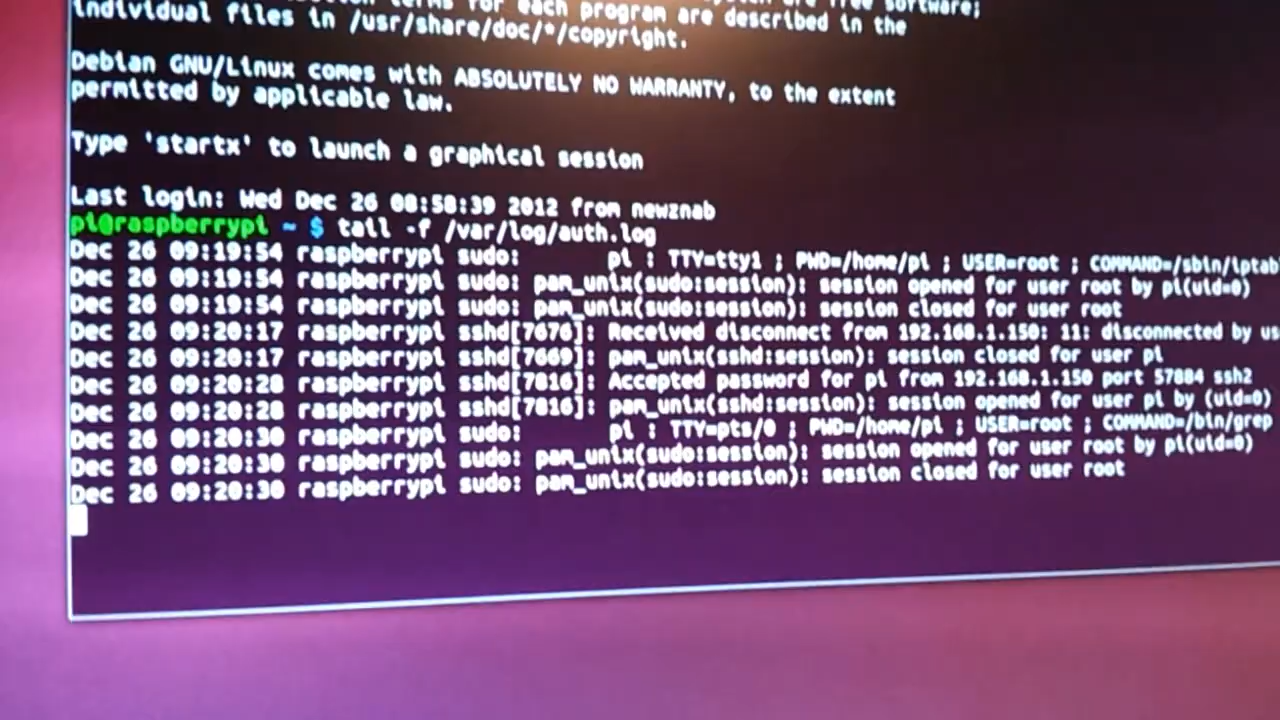 terms for each program are described in the
individual files in /usr/share/doc/*/copyright.
Debian GNU/Linux comes with ABSOLUTELY NO WARRANTY, to the extent
permitted by applicable law.
Type 'startx' to launch a graphical session
Last login: Wed Dec 26 08:58:39 2012 from newznab
pi@raspberrypi ~ $ tail -f /var/log/auth.log
Dec 26 09:19:54 raspberrypi sudo: pi : TTY=tty1 ; PWD=/home/pi ; USER=root ; COMMAND=/sbin/iptab
Dec 26 09:19:54 raspberrypi sudo: pam_unix(sudo:session): session opened for user root by pi(uid=0)
Dec 26 09:19:54 raspberrypi sudo: pam_unix(sudo:session): session closed for user root
Dec 26 09:20:17 raspberrypi sshd[7676]: Received disconnect from 192.168.1.150: 11: disconnected by us
Dec 26 09:20:17 raspberrypi sshd[7669]: pam_unix(sshd:session): session closed for user pi
Dec 26 09:20:28 raspberrypi sshd[7816]: Accepted password for pi from 192.168.1.150 port 57884 ssh2
Dec 26 09:20:28 raspberrypi sshd[7816]: pam_unix(sshd:session): session opened for user pi by (uid=0)
Dec 26 09:20:30 raspberrypi sudo: pi : TTY=pts/0 ; PWD=/home/pi ; USER=root ; COMMAND=/bin/grep
Dec 26 09:20:30 raspberrypi sudo: pam_unix(sudo:session): session opened for user root by pi(uid=0)
Dec 26 09:20:30 raspberrypi sudo: pam_unix(sudo:session): session closed for user root